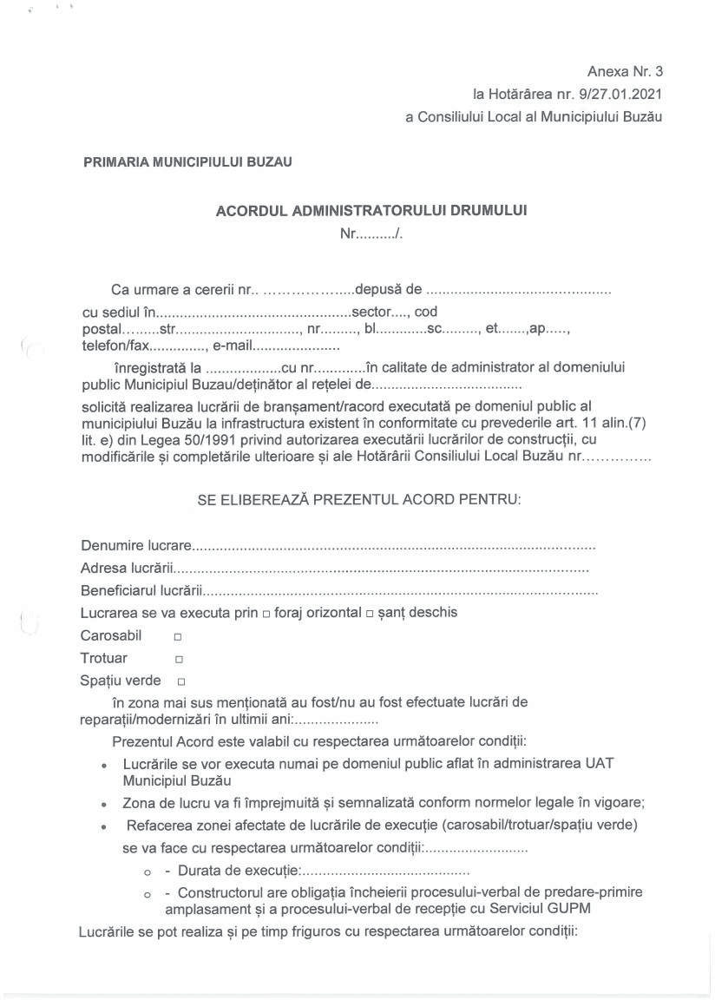 Anexa Nr. 3
la Hotărârea nr. 9/27.01.2021
a Consiliului Local al Municipiului Buzău
PRIMARIA MUNICIPIULUI BUZAU
ACORDUL ADMINISTRATORULUI DRUMULUI
Nr........../.
Ca urmare a cererii nr.. ......................depusă de ..............................................
cu sediul în.................................................sector...., cod
postal.........str..............................., nr........., bl.............sc........., et.......,ap.....,
telefon/fax.............., e-mail......................
înregistrată la ...................cu nr.............în calitate de administrator al domeniului
public Municipiul Buzau/deținător al rețelei de......................................
solicită realizarea lucrării de branșament/racord executată pe domeniul public al
municipiului Buzău la infrastructura existent în conformitate cu prevederile art. 11 alin.(7)
lit. e) din Legea 50/1991 privind autorizarea executării lucrărilor de construcții, cu
modificările și completările ulterioare și ale Hotărârii Consiliului Local Buzău nr...............
SE ELIBEREAZĂ PREZENTUL ACORD PENTRU:
Denumire lucrare.....................................................................................................
Adresa lucrării........................................................................................................
Beneficiarul lucrării...................................................................................................
Lucrarea se va executa prin □ foraj orizontal □ șanț deschis
Carosabil □
Trotuar □
Spațiu verde □
în zona mai sus menționată au fost/nu au fost efectuate lucrări de
reparații/modernizări în ultimii ani:.....................
Prezentul Acord este valabil cu respectarea următoarelor condiții:
• Lucrările se vor executa numai pe domeniul public aflat în administrarea UAT
Municipiul Buzău
• Zona de lucru va fi împrejmuită și semnalizată conform normelor legale în vigoare;
• Refacerea zonei afectate de lucrările de execuție (carosabil/trotuar/spațiu verde)
se va face cu respectarea următoarelor condiții:..........................
o - Durata de execuție:..........................................
o - Constructorul are obligația încheierii procesului-verbal de predare-primire
amplasament și a procesului-verbal de recepție cu Serviciul GUPM
Lucrările se pot realiza și pe timp friguros cu respectarea următoarelor condiții: